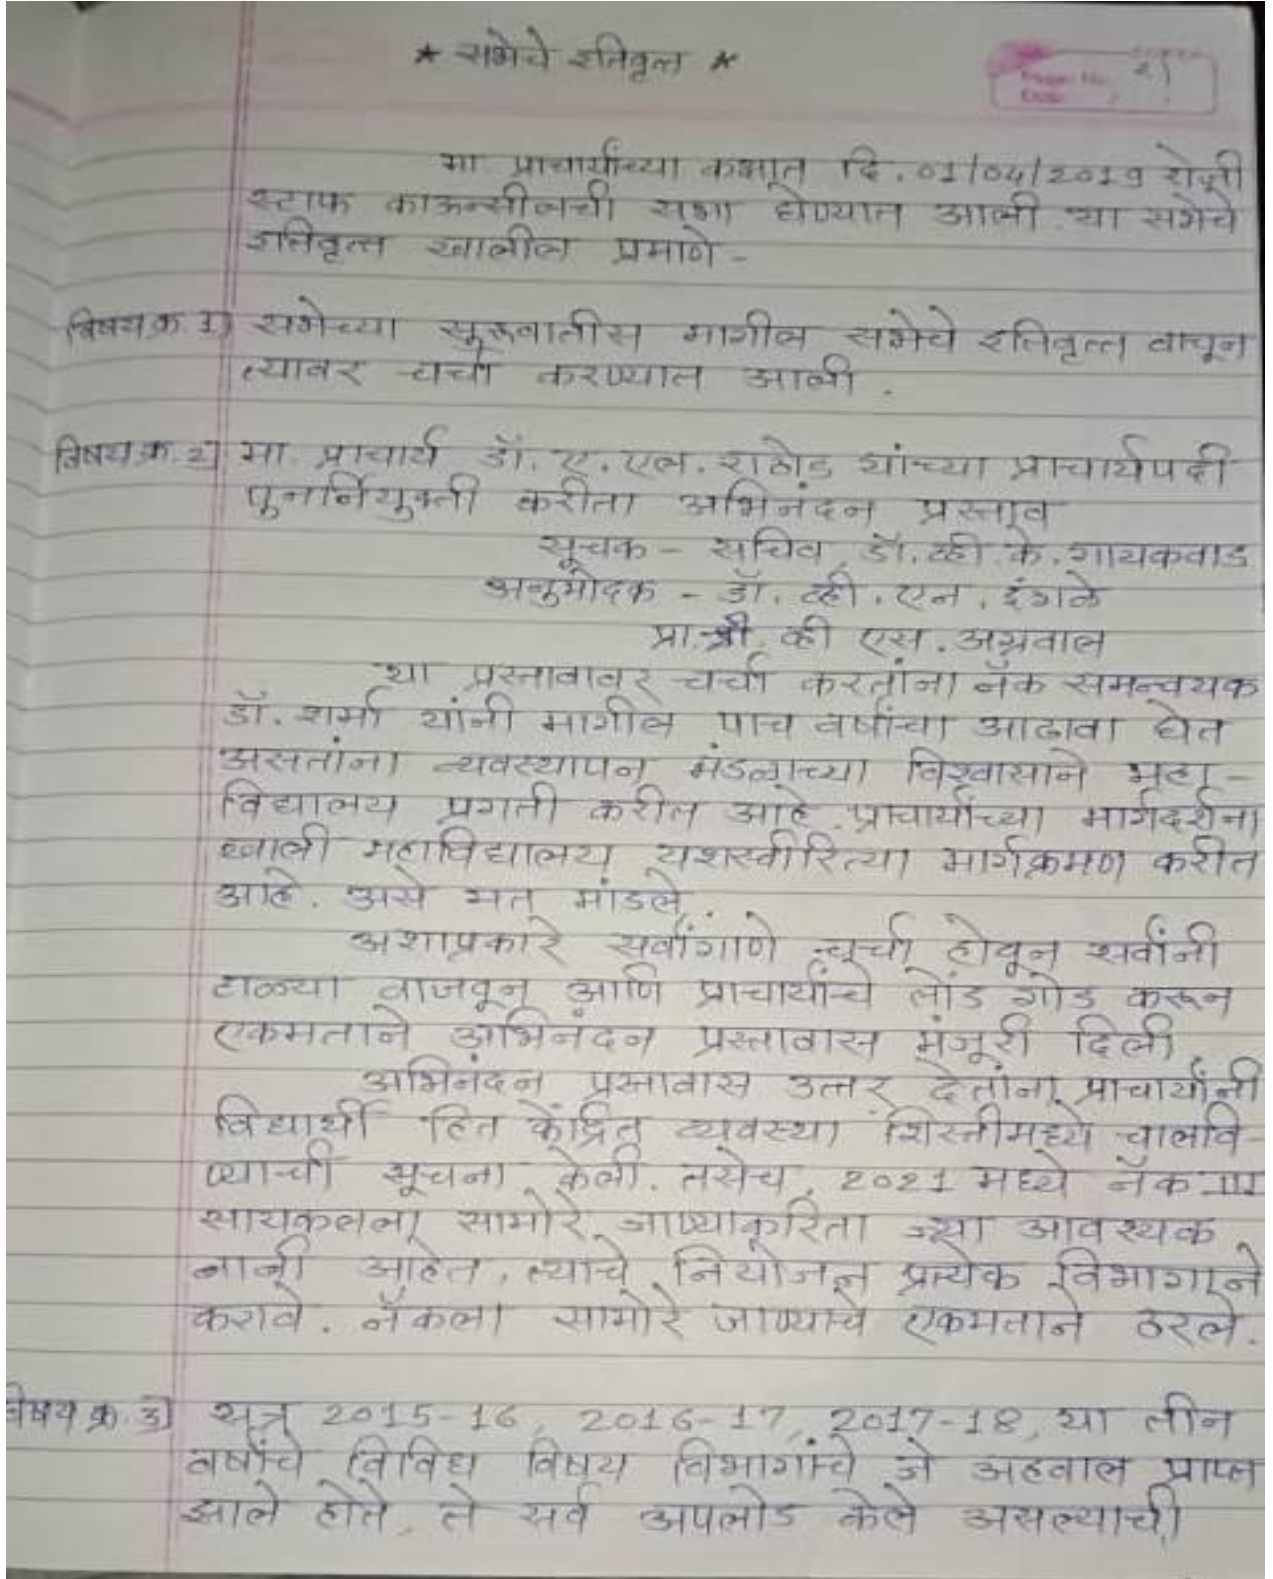 ★ सभेचे इतिवृत्त ★
Page No. 21
Date
मा प्राचार्यांच्या कक्षात दि. 01/04/2019 रोजी
स्टाफ काऊन्सीलची सभा घेण्यात आली. या सभेचे
इतिवृत्त खालील प्रमाणे -
विषय क्र. 1) सभेच्या सुरूवातीस मागील सभेचे इतिवृत्त वाचून
त्यावर चर्चा करण्यात आली.
विषय क्र. 2) मा. प्राचार्य डॉ. ए. एल. राठोड यांच्या प्राचार्यपदी
पुनर्नियुक्ती करीता अभिनंदन प्रस्ताव
सूचक - सचिव, डॉ. व्ही. के. गायकवाड
अनुमोदक - डॉ. व्ही. एन. इंगळे
प्रा. श्री. व्ही एस. अग्रवाल
या प्रस्तावावर चर्चा करतांना नॅक समन्वयक
डॉ. शर्मा यांनी मागील पाच वर्षाचा आढावा घेत
असतांना व्यवस्थापन मंडळाच्या विश्वासाने महा-
विद्यालय प्रगती करीत आहे. प्राचार्यांच्या मार्गदर्शना
खाली महाविद्यालय यशस्वीरित्या मार्गक्रमण करीत
आहे. असे मत मांडले.
अशाप्रकारे सर्वांगाणे चर्चा होवून सर्वांनी
टाळ्या वाजवून आणि प्राचार्यांचे तोंड गोड करून
एकमताने अभिनंदन प्रस्तावास मंजूरी दिली
अभिनंदन प्रस्तावास उत्तर देतांना प्राचार्यांनी
विद्यार्थी हित केंद्रित व्यवस्था शिस्तीमध्ये चालवि-
ण्याची सूचना केली. तसेच, 2021 मध्ये नॅक III
सायकलला सामोरे जाण्याकरिता ज्या आवश्यक
बाबी आहेत, त्याचे नियोजन प्रत्येक विभागाने
करावे. नॅकला सामोरे जाण्याचे एकमताने ठरले.
विषय क्र. 3) सत्र 2015-16, 2016-17, 2017-18, या तीन
वर्षाचे विविध विषय विभागांचे जे अहवाल प्राप्त
झाले होते, ते सर्व अपलोड केले असल्याची